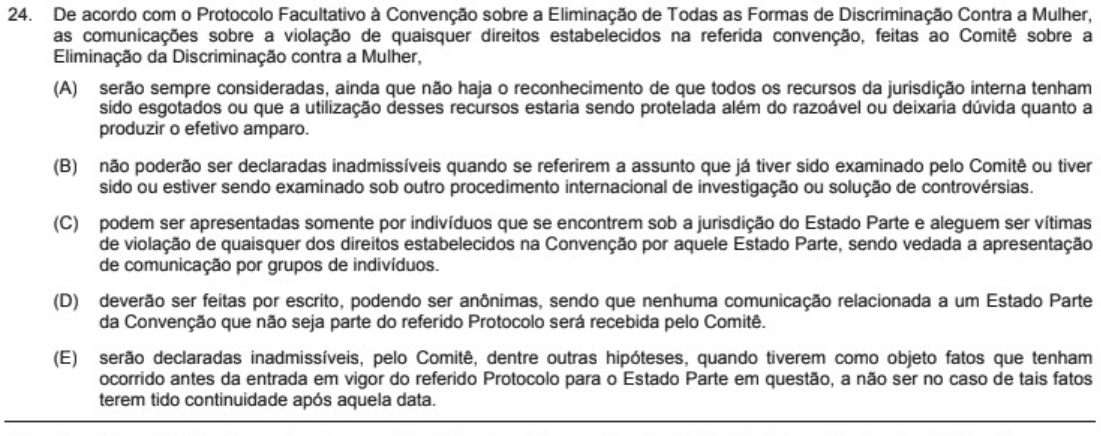 24. De acordo com o Protocolo Facultativo à Convenção sobre a Eliminação de Todas as Formas de Discriminação Contra a Mulher,
as comunicações sobre a violação de quaisquer direitos estabelecidos na referida convenção, feitas ao Comitê sobre a
Eliminação da Discriminação contra a Mulher,
(A) serão sempre consideradas, ainda que não haja o reconhecimento de que todos os recursos da jurisdição interna tenham
sido esgotados ou que a utilização desses recursos estaria sendo protelada além do razoável ou deixaria dúvida quanto a
produzir o efetivo amparo.
(B) não poderão ser declaradas inadmissíveis quando se referirem a assunto que já tiver sido examinado pelo Comitê ou tiver
sido ou estiver sendo examinado sob outro procedimento internacional de investigação ou solução de controvérsias.
(C) podem ser apresentadas somente por indivíduos que se encontrem sob a jurisdição do Estado Parte e aleguem ser vítimas
de violação de quaisquer dos direitos estabelecidos na Convenção por aquele Estado Parte, sendo vedada a apresentação
de comunicação por grupos de indivíduos.
(D) deverão ser feitas por escrito, podendo ser anônimas, sendo que nenhuma comunicação relacionada a um Estado Parte
da Convenção que não seja parte do referido Protocolo será recebida pelo Comitê.
(E) serão declaradas inadmissíveis, pelo Comitê, dentre outras hipóteses, quando tiverem como objeto fatos que tenham
ocorrido antes da entrada em vigor do referido Protocolo para o Estado Parte em questão, a não ser no caso de tais fatos
terem tido continuidade após aquela data.